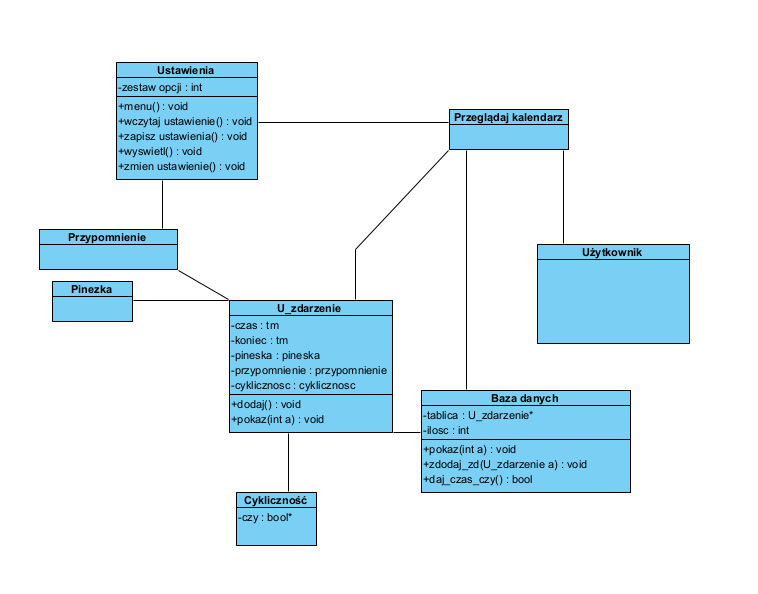 Ustawienia
-zestaw opcji : int
+menu() : void
+wczytaj ustawienie() : void
+zapisz ustawienia() : void
+wyswietl() : void
+zmien ustawienie() : void
Przeglądaj kalendarz
Przypomnienie
Pinezka
Użytkownik
U_zdarzenie
-czas : tm
-koniec : tm
-pineska : pineska
-przypomnienie : przypomnienie
-cyklicznosc : cyklicznosc
+dodaj() : void
+pokaz(int a) : void
Baza danych
-tablica : U_zdarzenie*
-ilosc : int
+pokaz(int a) : void
+zdodaj_zd(U_zdarzenie a) : void
+daj_czas_czy() : bool
Cykliczność
-czy : bool*